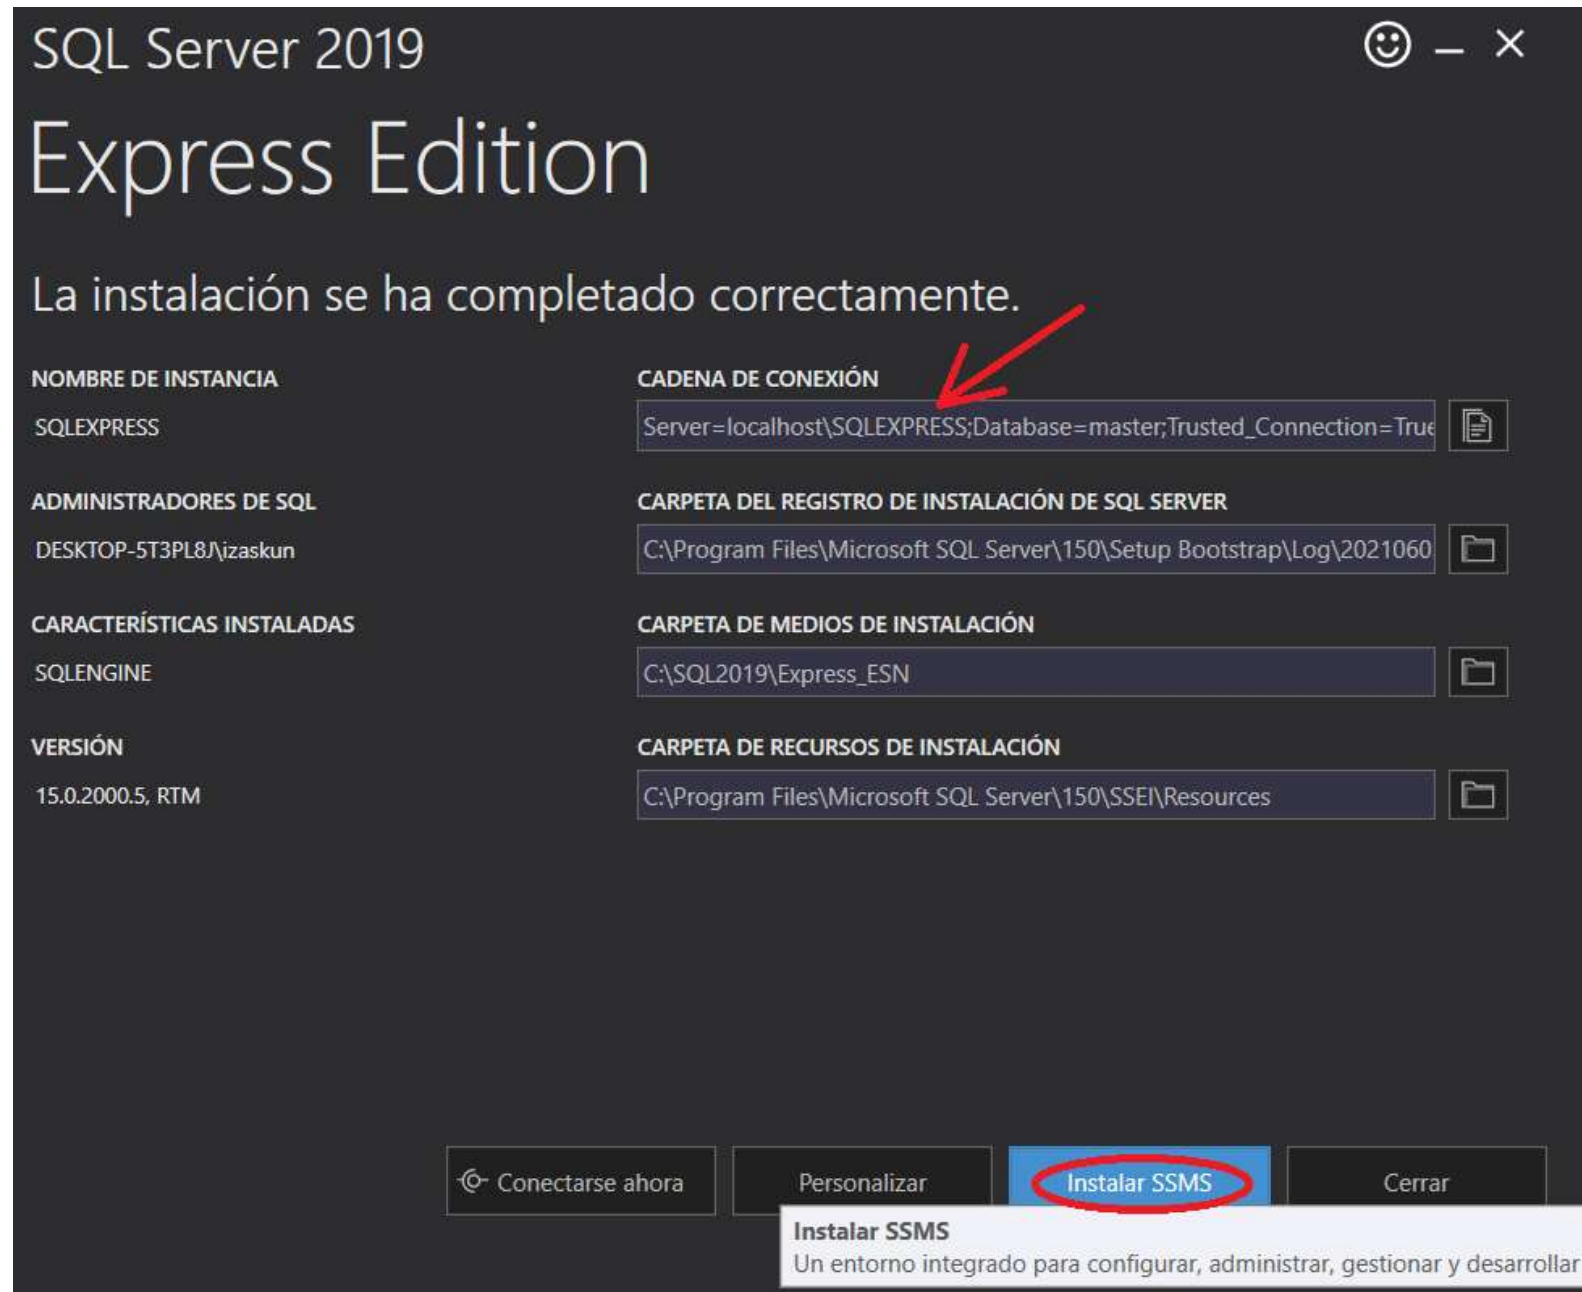 SQL Server 2019
Express Edition
La instalación se ha completado correctamente.
NOMBRE DE INSTANCIA
SQLEXPRESS
CADENA DE CONEXIÓN
Server=localhost\SQLEXPRESS;Database=master;Trusted_Connection=True
ADMINISTRADORES DE SQL
DESKTOP-5T3PL8J\izaskun
CARPETA DEL REGISTRO DE INSTALACIÓN DE SQL SERVER
C:\Program Files\Microsoft SQL Server\150\Setup Bootstrap\Log\2021060
CARACTERÍSTICAS INSTALADAS
SQLENGINE
CARPETA DE MEDIOS DE INSTALACIÓN
C:\SQL2019\Express_ESN
VERSIÓN
15.0.2000.5, RTM
CARPETA DE RECURSOS DE INSTALACIÓN
C:\Program Files\Microsoft SQL Server\150\SSEI\Resources
Conectarse ahora
Personalizar
Instalar SSMS
Cerrar
Instalar SSMS
Un entorno integrado para configurar, administrar, gestionar y desarrollar